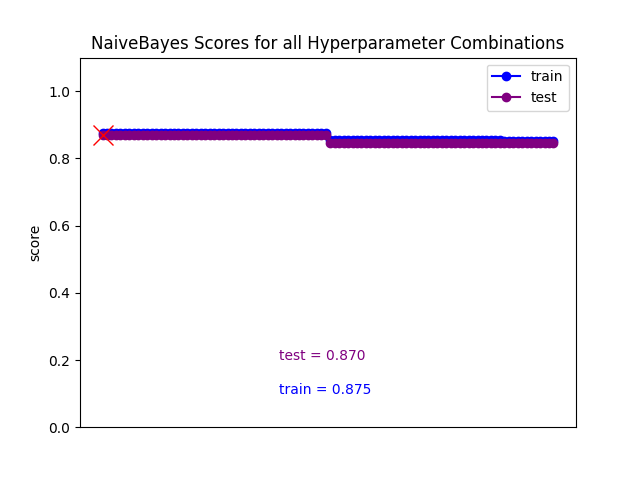 NaiveBayes Scores for all Hyperparameter Combinations
train
test
1.0
0.8
0.6
0.4
0.2
0.0
score
test = 0.870
train = 0.875